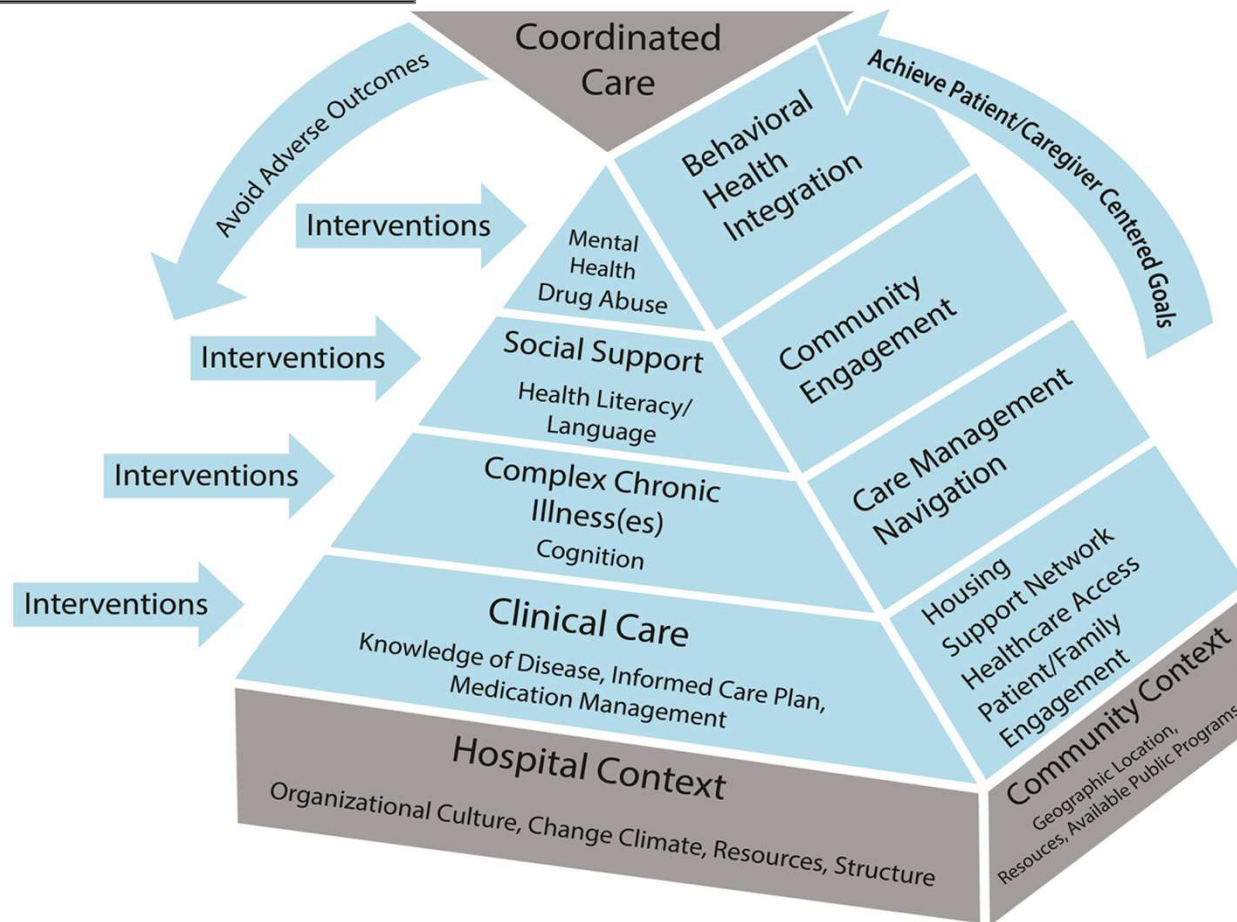 Coordinated
Care
Avoid Adverse Outcomes
Achieve Patient/Caregiver Centered Goals
Interventions
Interventions
Interventions
Interventions
Mental
Health
Drug Abuse
Social Support
Health Literacy/
Language
Complex Chronic
Illness(es)
Cognition
Clinical Care
Knowledge of Disease, Informed Care Plan,
Medication Management
Hospital Context
Organizational Culture, Change Climate, Resources, Structure
Behavioral
Health
Integration
Community
Engagement
Care Management
Navigation
Housing
Support Network
Healthcare Access
Patient/Family
Engagement
Community Context
Geographic Location,
Resouces, Available Public Programs